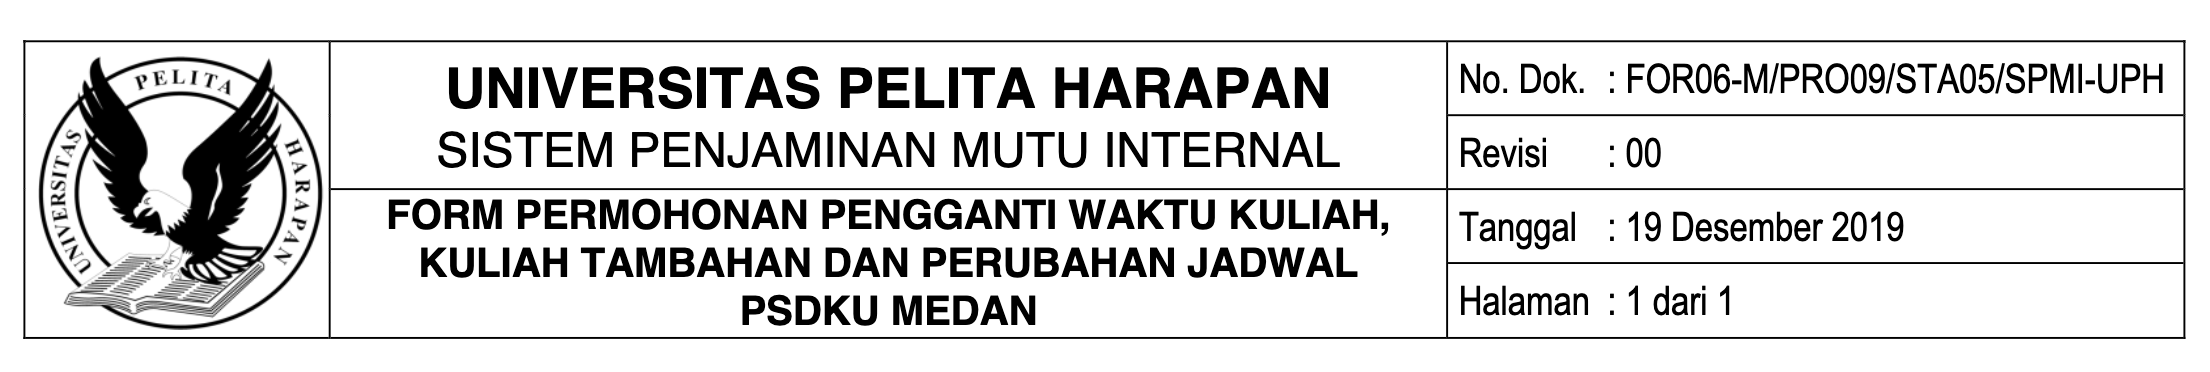 UNIVERSITAS PELITA HARAPAN
UNIVERSITAS PELITA HARAPAN
SISTEM PENJAMINAN MUTU INTERNAL
FORM PERMOHONAN PENGGANTI WAKTU KULIAH,
KULIAH TAMBAHAN DAN PERUBAHAN JADWAL
PSDKU MEDAN
No. Dok. : FOR06-M/PRO09/STA05/SPMI-UPH
Revisi : 00
Tanggal : 19 Desember 2019
Halaman : 1 dari 1